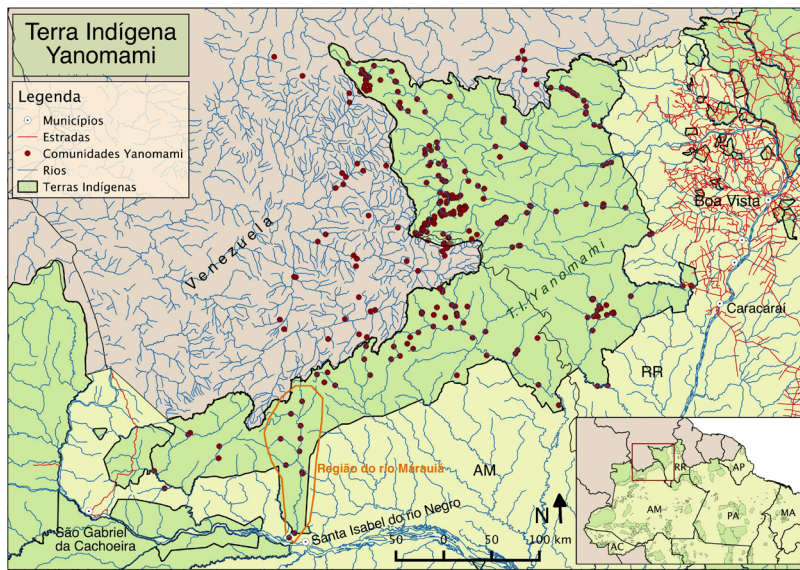 Terra Indígena
Yanomami
Legenda
Municípios
Estradas
Comunidades Yanomami
Rios
Terras Indígenas
Venezuela
Boa Vista
T.I. Yanomami
Caracaraí
RR
Região do rio Marauiá
AM
São Gabriel
da Cachoeira
Santa Isabel do rio Negro
N
50 0 50 100 km
RR
AP
AM
PA
MA
AC